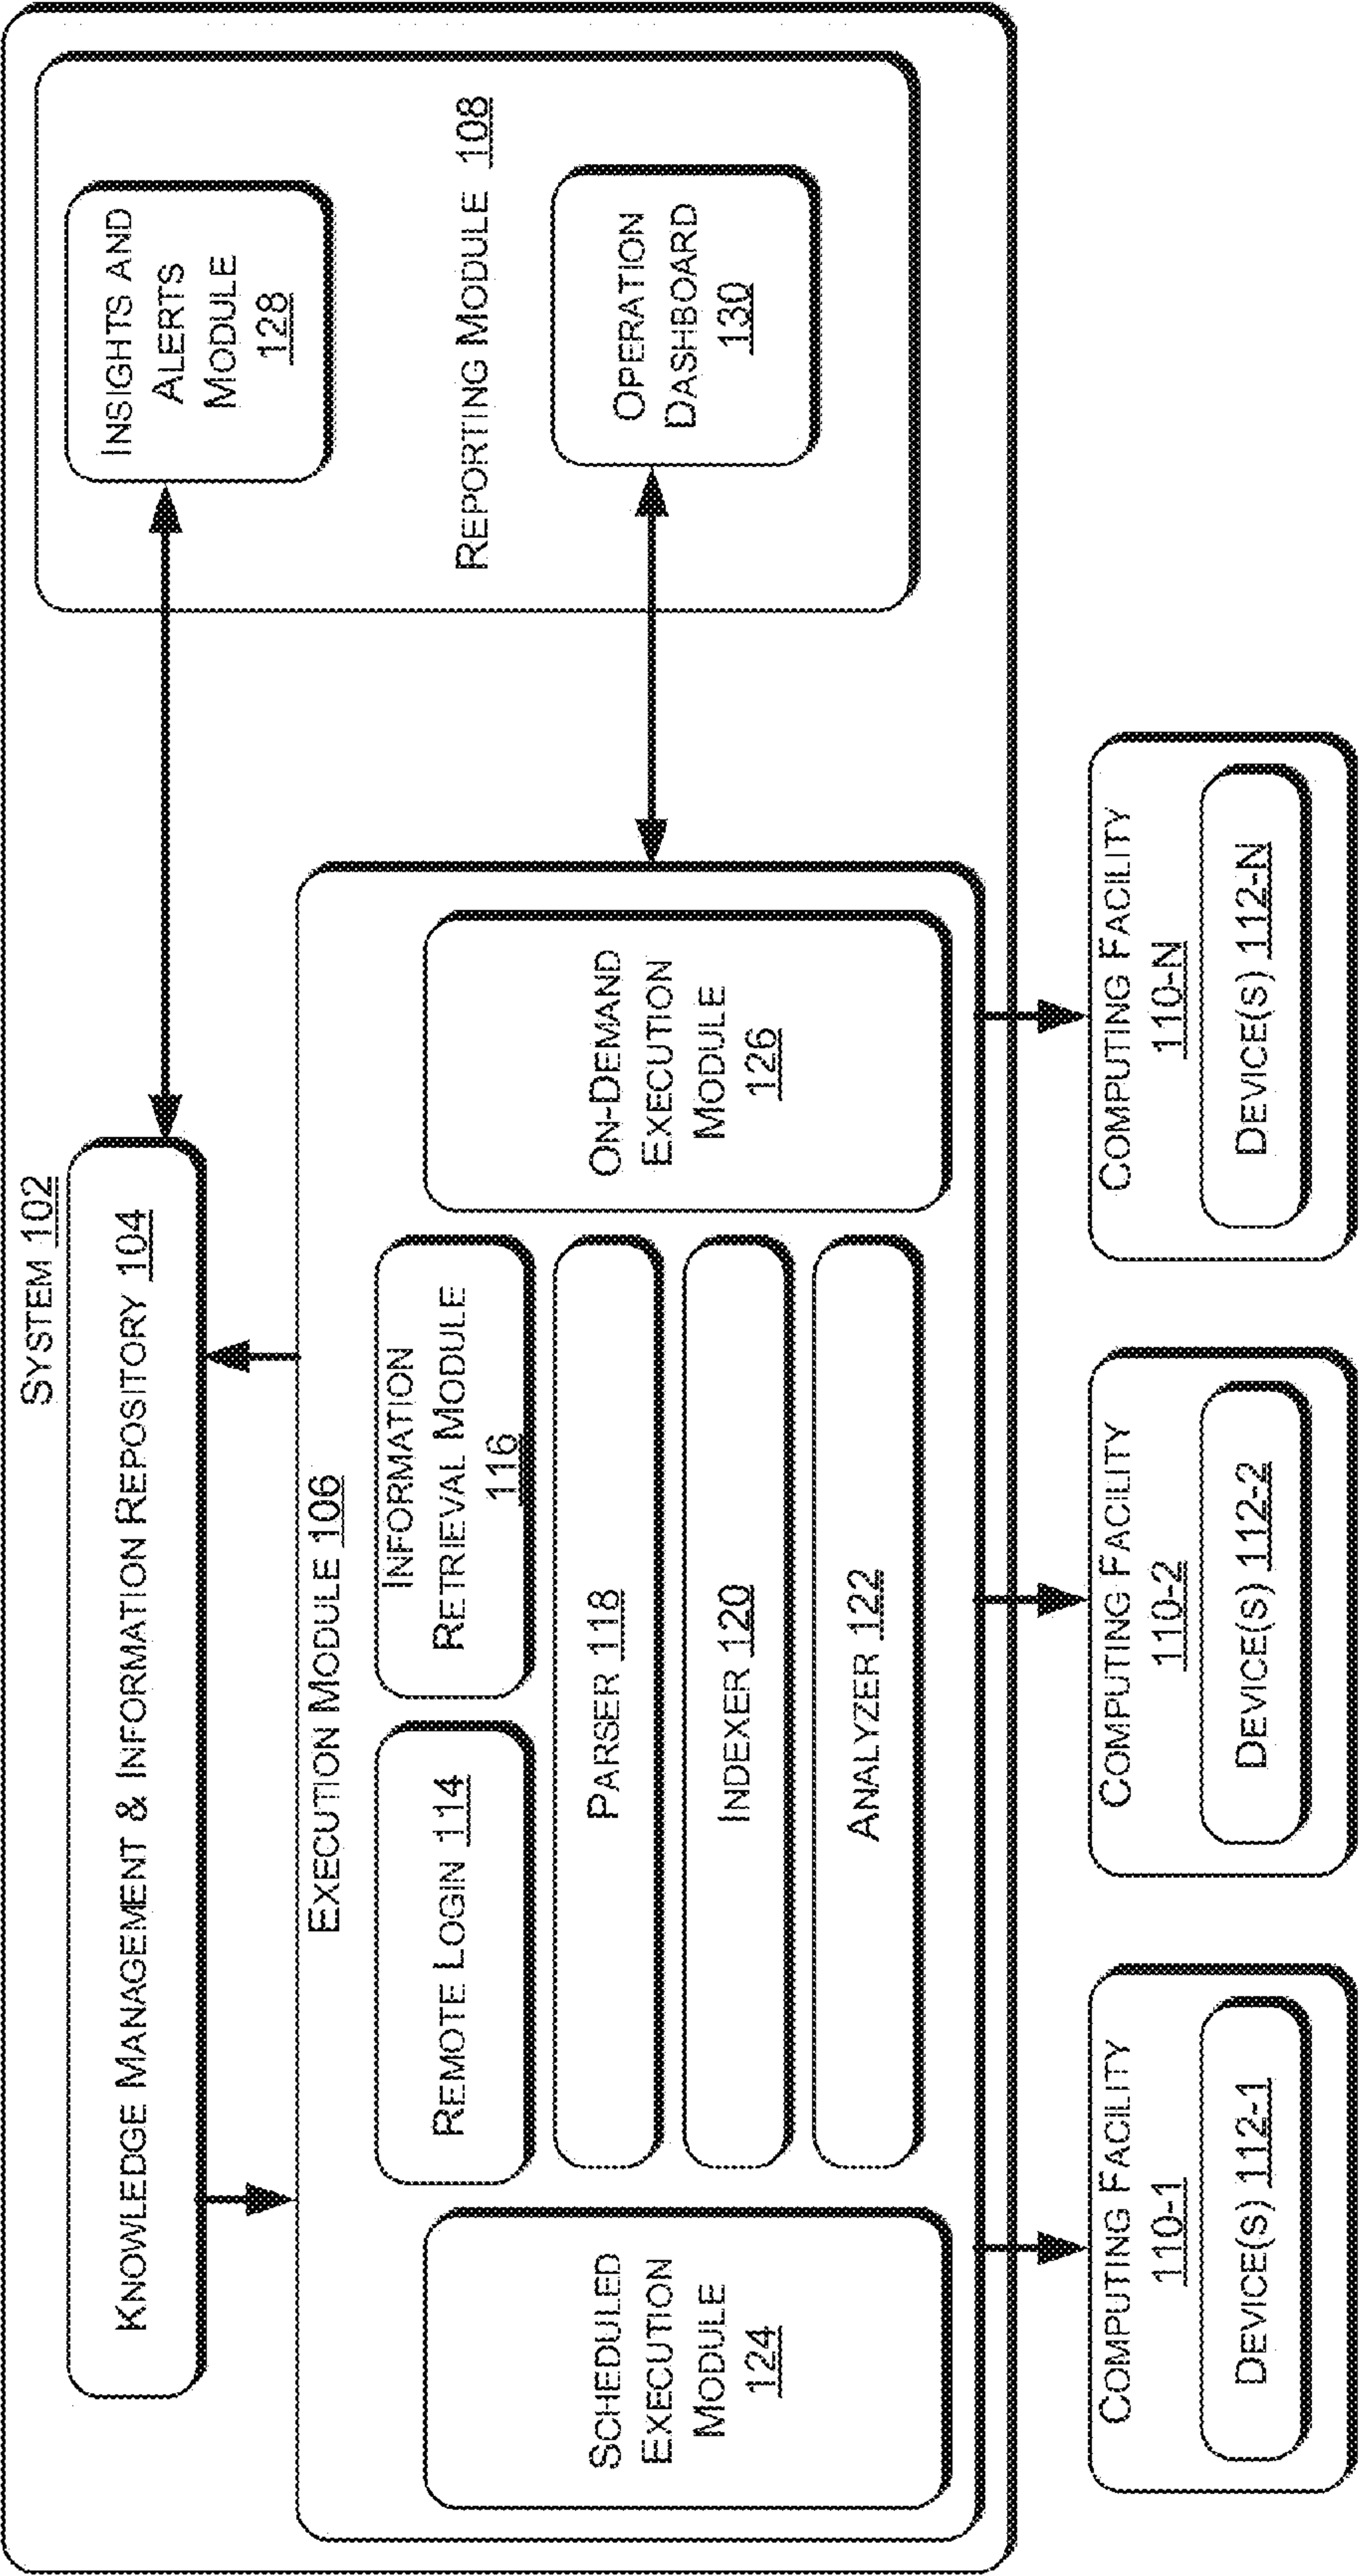 SYSTEM 102
KNOWLEDGE MANAGEMENT & INFORMATION REPOSITORY 104
INSIGHTS AND
ALERTS
MODULE
128
REPORTING MODULE 108
OPERATION
DASHBOARD
130
EXECUTION MODULE 106
SCHEDULED
EXECUTION
MODULE
124
REMOTE LOGIN 114
INFORMATION
RETRIEVAL MODULE
116
PARSER 118
INDEXER 120
ANALYZER 122
ON-DEMAND
EXECUTION
MODULE
126
COMPUTING FACILITY
110-1
DEVICE(S) 112-1
COMPUTING FACILITY
110-2
DEVICE(S) 112-2
COMPUTING FACILITY
110-N
DEVICE(S) 112-N